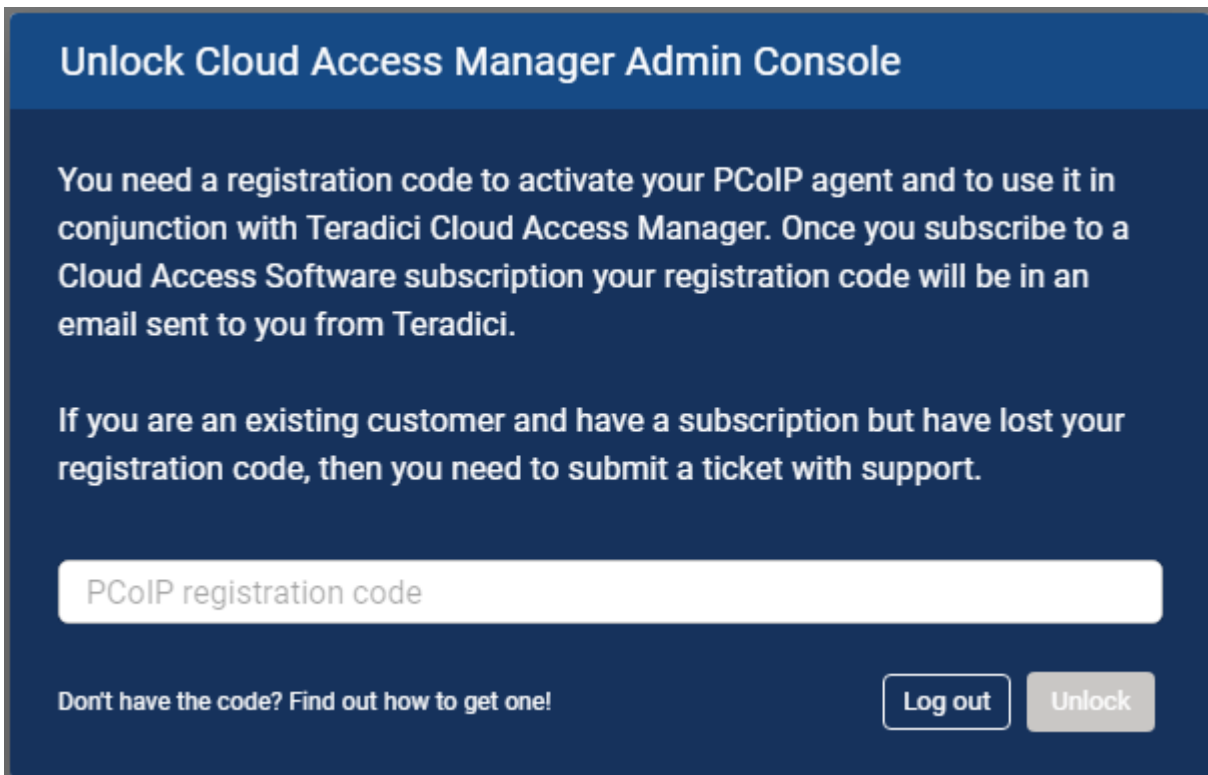 Unlock Cloud Access Manager Admin Console
You need a registration code to activate your PCoIP agent and to use it in
conjunction with Teradici Cloud Access Manager. Once you subscribe to a
Cloud Access Software subscription your registration code will be in an
email sent to you from Teradici.
If you are an existing customer and have a subscription but have lost your
registration code, then you need to submit a ticket with support.
PCoIP registration code
Don't have the code? Find out how to get one!
Log out
Unlock